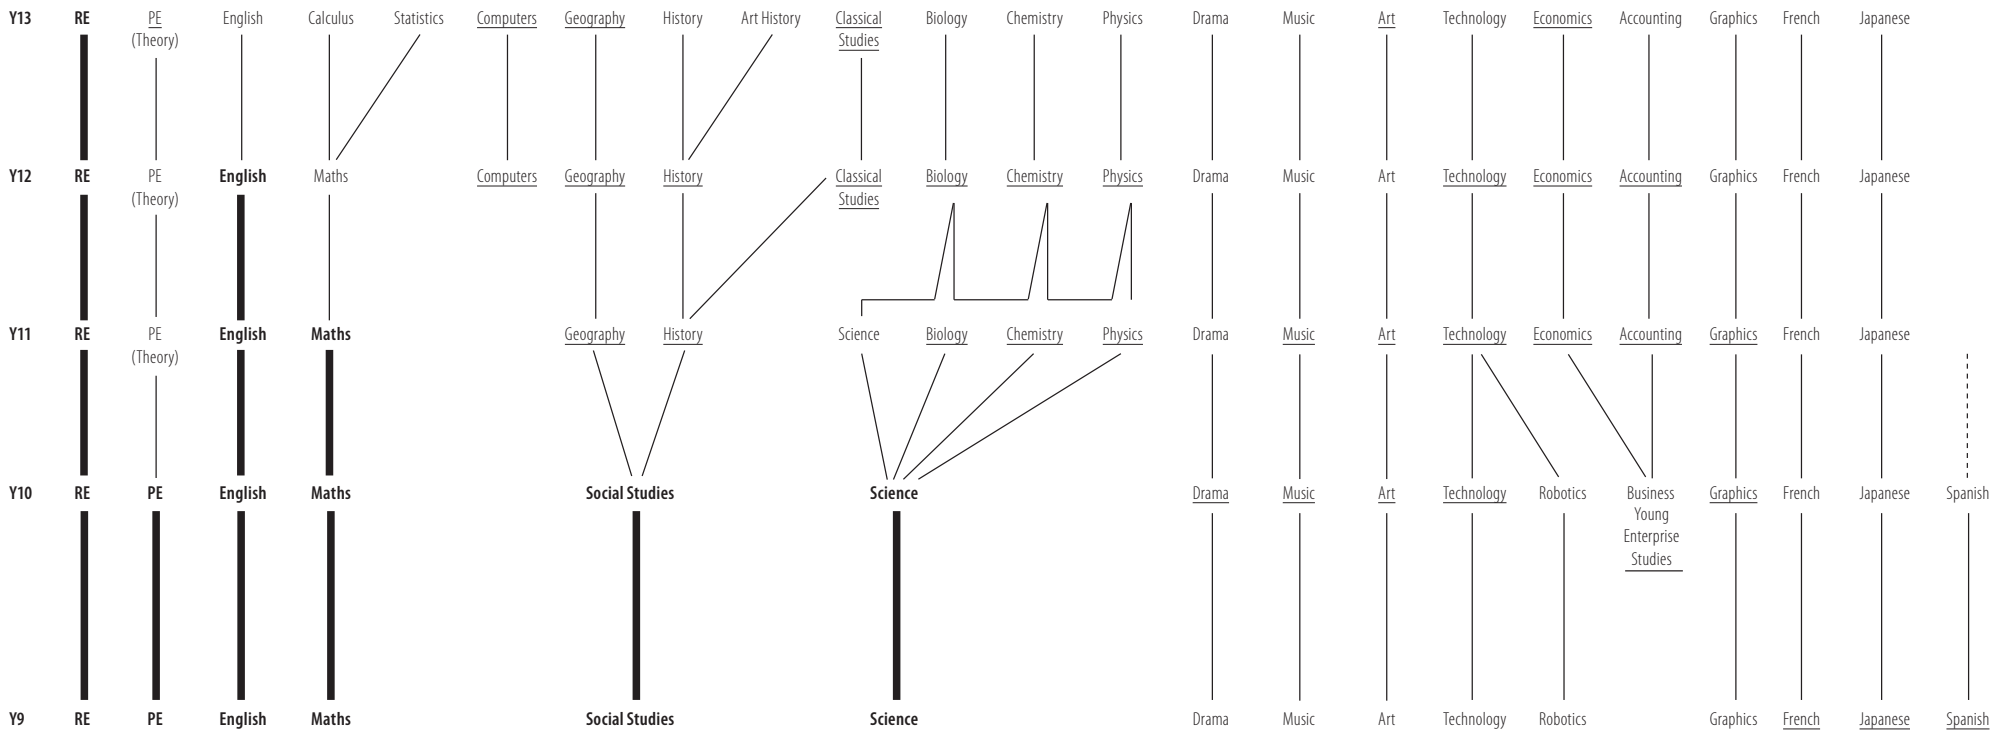 Y13 RE PE English Calculus Statistics Computers Geography History Art History Classical Biology Chemistry Physics Drama Music Art Technology Economics Accounting Graphics French Japanese
(Theory) Studies
Y12 RE PE English Maths Computers Geography History Classical Biology Chemistry Physics Drama Music Art Technology Economics Accounting Graphics French Japanese
(Theory) Studies
Y11 RE PE English Maths Geography History Science Biology Chemistry Physics Drama Music Art Technology Economics Accounting Graphics French Japanese
(Theory)
Y10 RE PE English Maths Social Studies Science Drama Music Art Technology Robotics Business Graphics French Japanese Spanish
Young
Enterprise
Studies
Y9 RE PE English Maths Social Studies Science Drama Music Art Technology Robotics Graphics French Japanese Spanish